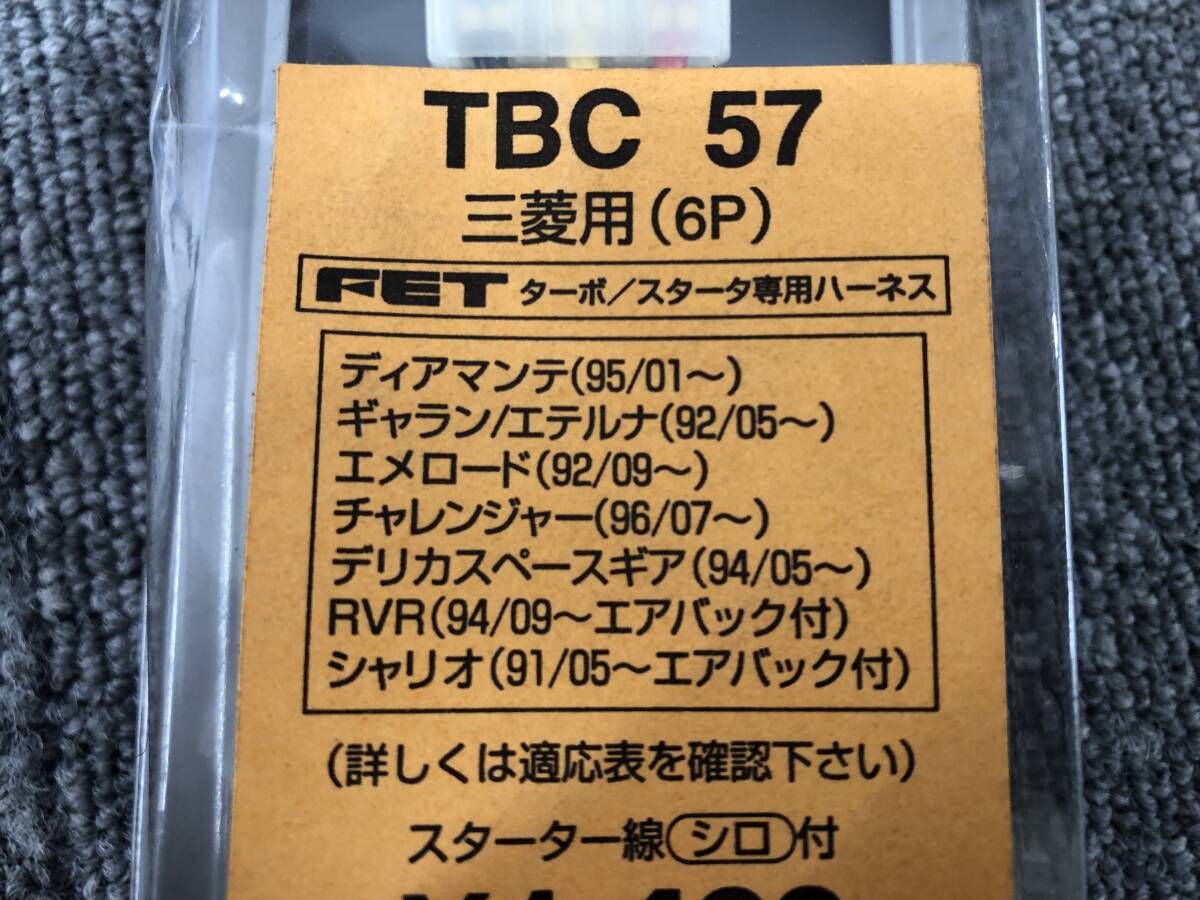 TBC 57
三菱用(6P)
FET ターボ/スタータ専用ハーネス
ディアマンテ(95/01〜)
ギャラン/エテルナ(92/05〜)
エメロード(92/09〜)
チャレンジャー(96/07〜)
デリカスペースギア(94/05〜)
RVR(94/09〜エアバック付)
シャリオ(91/05〜エアバック付)
(詳しくは適応表を確認下さい)
スターター線シロ付